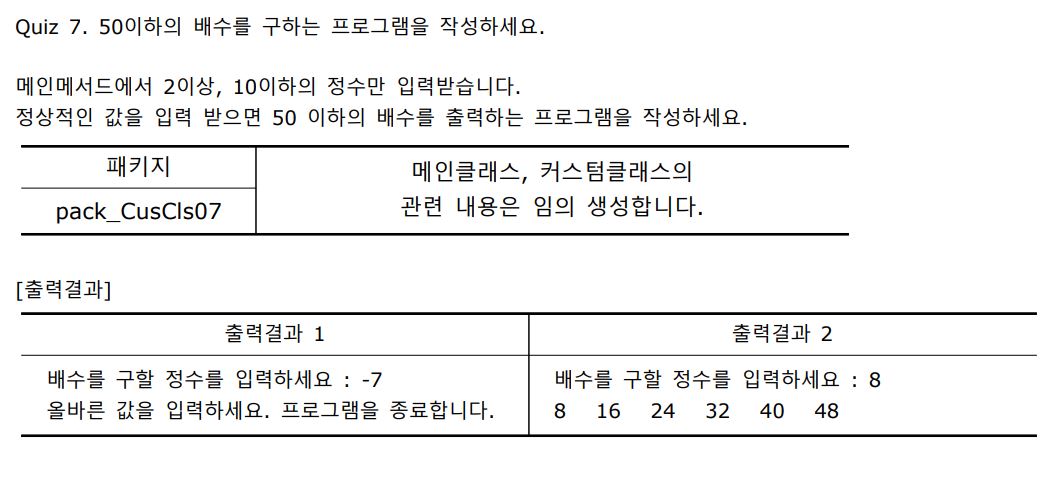 Quiz 7. 50이하의 배수를 구하는 프로그램을 작성하세요.
메인메서드에서 2이상, 10이하의 정수만 입력받습니다.
정상적인 값을 입력 받으면 50 이하의 배수를 출력하는 프로그램을 작성하세요.
패키지
pack_CusCls07
메인클래스, 커스텀클래스의
관련 내용은 임의 생성합니다.
[출력결과]
출력결과 1
출력결과 2
배수를 구할 정수를 입력하세요 : -7
올바른 값을 입력하세요. 프로그램을 종료합니다.
배수를 구할 정수를 입력하세요 : 8
8 16 24 32 40 48